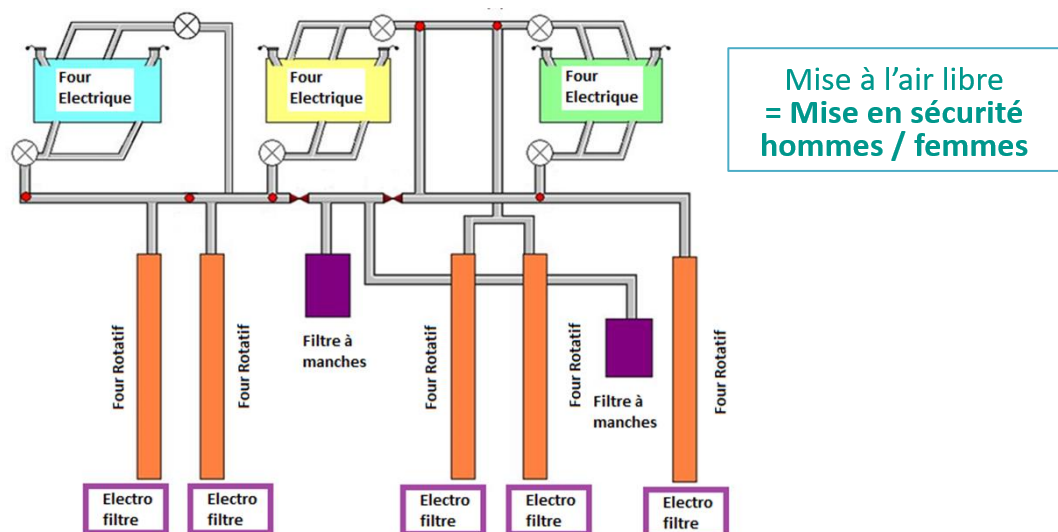 Four
Electrique
Four
Electrique
Four
Electrique
Mise à l'air libre
= Mise en sécurité
hommes / femmes
Four Rotatif
Four Rotatif
Filtre à
manches
Four Rotatif
Four Rotatif
Filtre à
manches
Four Rotatif
Electro
filtre
Electro
filtre
Electro
filtre
Electro
filtre
Electro
filtre